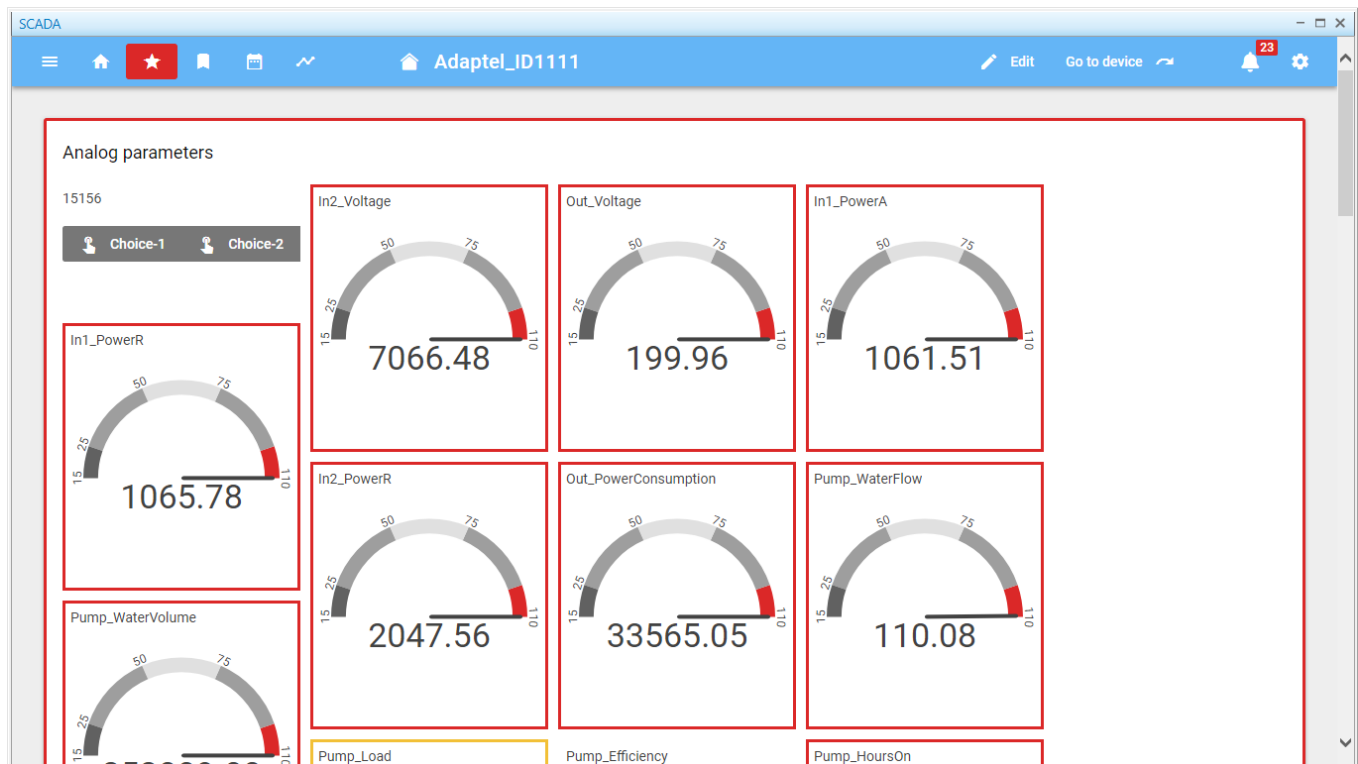 SCADA
Adaptel_ID1111
Edit
Go to device
23
Analog parameters
15156
Choice-1
Choice-2
In1_PowerR
15
25
50
75
110
1065.78
Pump_WaterVolume
15
25
50
75
110
In2_Voltage
15
25
50
75
110
7066.48
Out_Voltage
15
25
50
75
110
199.96
In1_PowerA
15
25
50
75
110
1061.51
In2_PowerR
15
25
50
75
110
2047.56
Out_PowerConsumption
15
25
50
75
110
33565.05
Pump_WaterFlow
15
25
50
75
110
110.08
Pump_Load
Pump_Efficiency
Pump_HoursOn